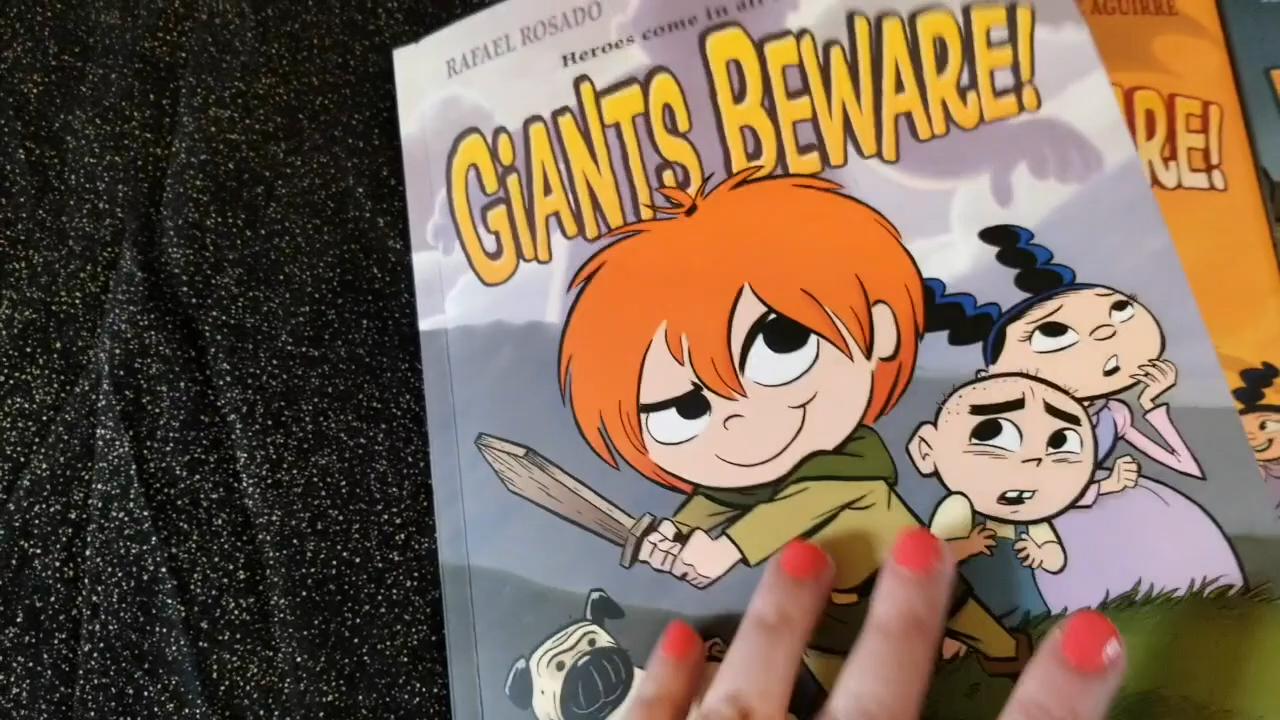 RAFAEL ROSADO
Heroes come in all
GIANTS BEWARE!
AGUIRRE
ARE!